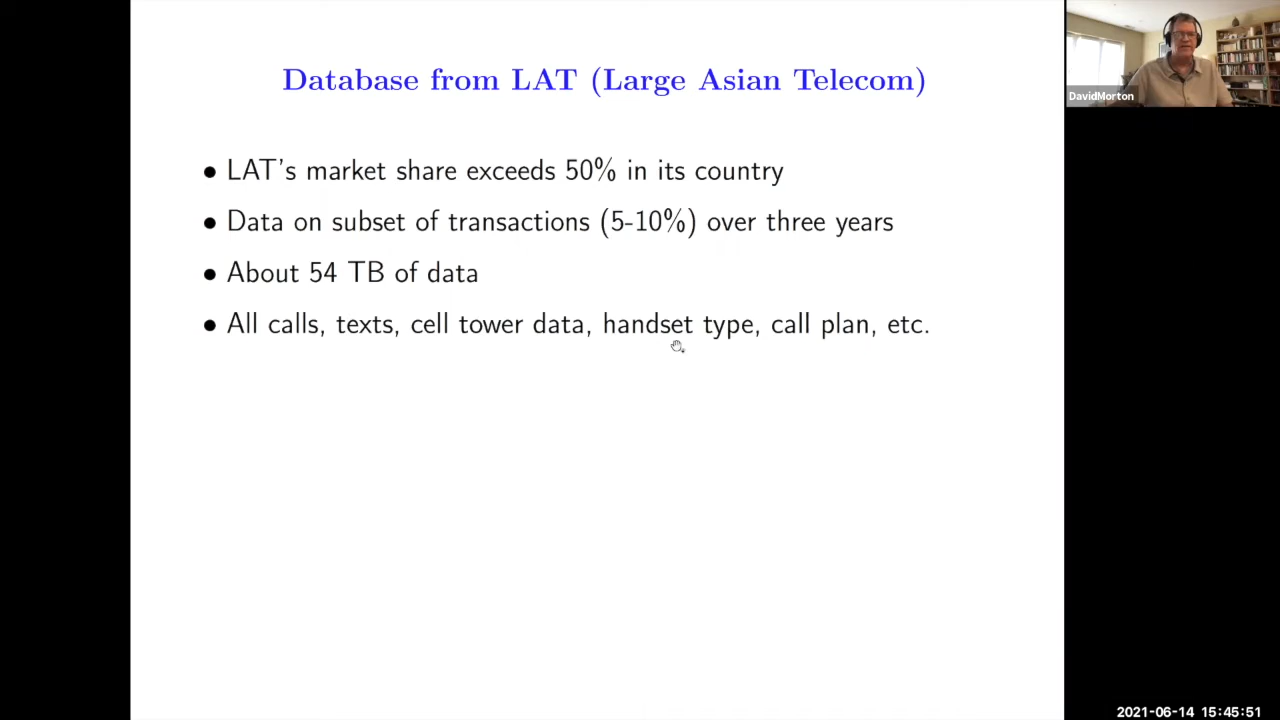 Database from LAT (Large Asian Telecom)
• LAT's market share exceeds 50% in its country
• Data on subset of transactions (5-10%) over three years
• About 54 TB of data
• All calls, texts, cell tower data, handset type, call plan, etc.
DavidMorton
2021-06-14 15:45:51